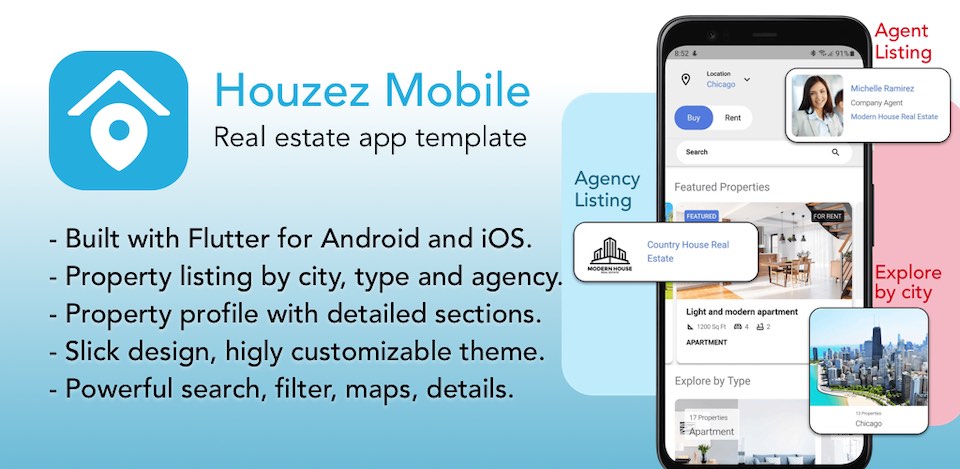 Houzez Mobile
Real estate app template
- Built with Flutter for Android and iOS.
- Property listing by city, type and agency.
- Property profile with detailed sections.
- Slick design, higly customizable theme.
- Powerful search, filter, maps, details.
Agency
Listing
MODERN HOUSE
REAL ESTATE
Country House Real
Estate
8:52
91%
Location
Chicago
Buy
Rent
Search
Featured Properties
FEATURED
FOR RENT
Light and modern apartment
1200 Sq Ft
4
2
APARTMENT
Explore by Type
17 Properties
Apartment
Agent
Listing
Michelle Ramirez
Company Agent
Modern House Real Estate
Explore
by city
13 Properties
Chicago